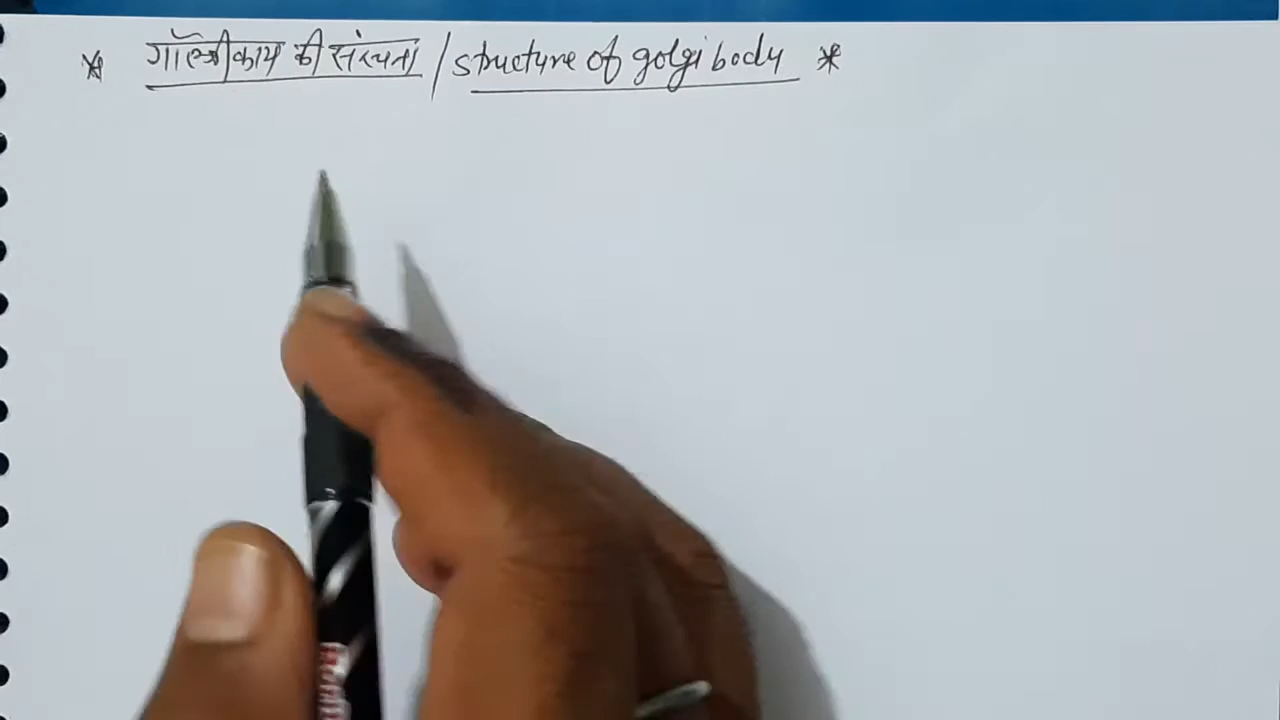 * गॉल्जीकाय की संरचना / structure of golgi body *